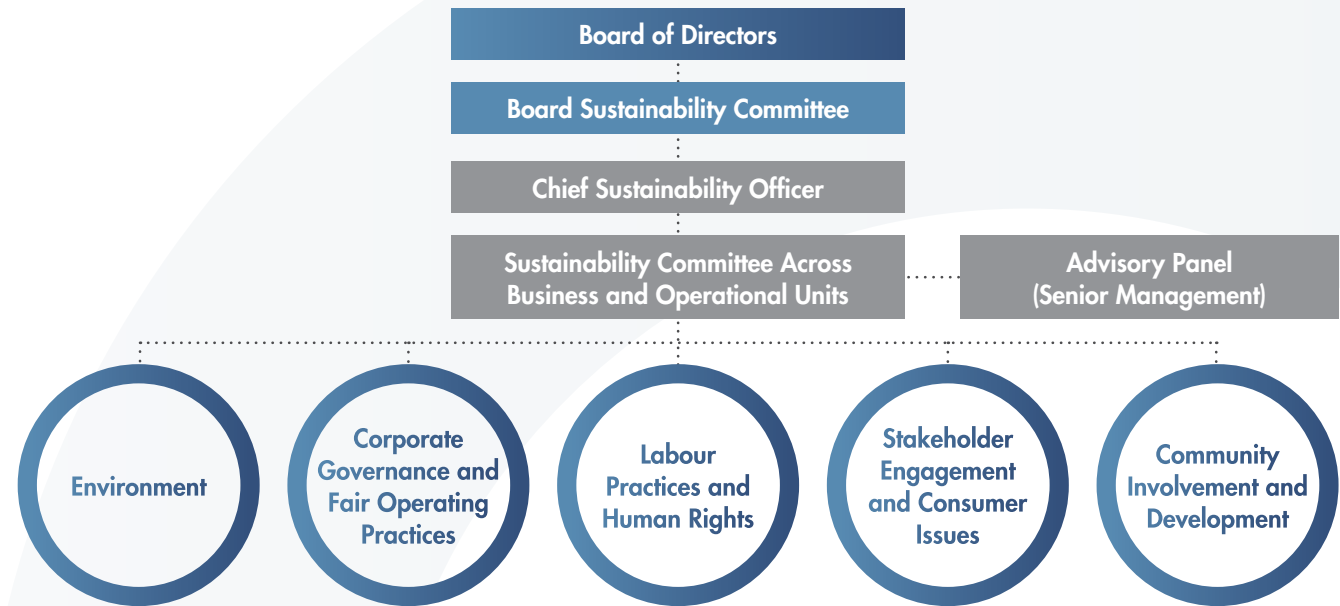 Board of Directors
Board Sustainability Committee
Chief Sustainability Officer
Sustainability Committee Across
Business and Operational Units
Advisory Panel
(Senior Management)
Environment
Corporate
Governance and
Fair Operating
Practices
Labour
Practices and
Human Rights
Stakeholder
Engagement
and Consumer
Issues
Community
Involvement and
Development